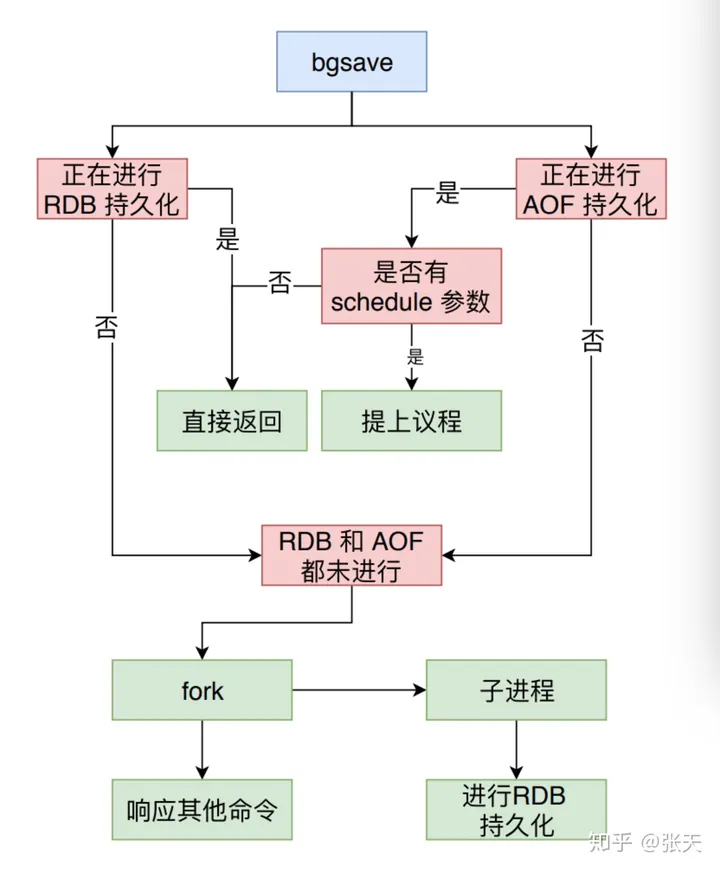 bgsave
正在进行
RDB 持久化
正在进行
AOF 持久化
是
是
否
是否有
schedule 参数
否
是
否
直接返回
提上议程
RDB 和 AOF
都未进行
fork
子进程
响应其他命令
进行RDB
持久化
知乎 @张天